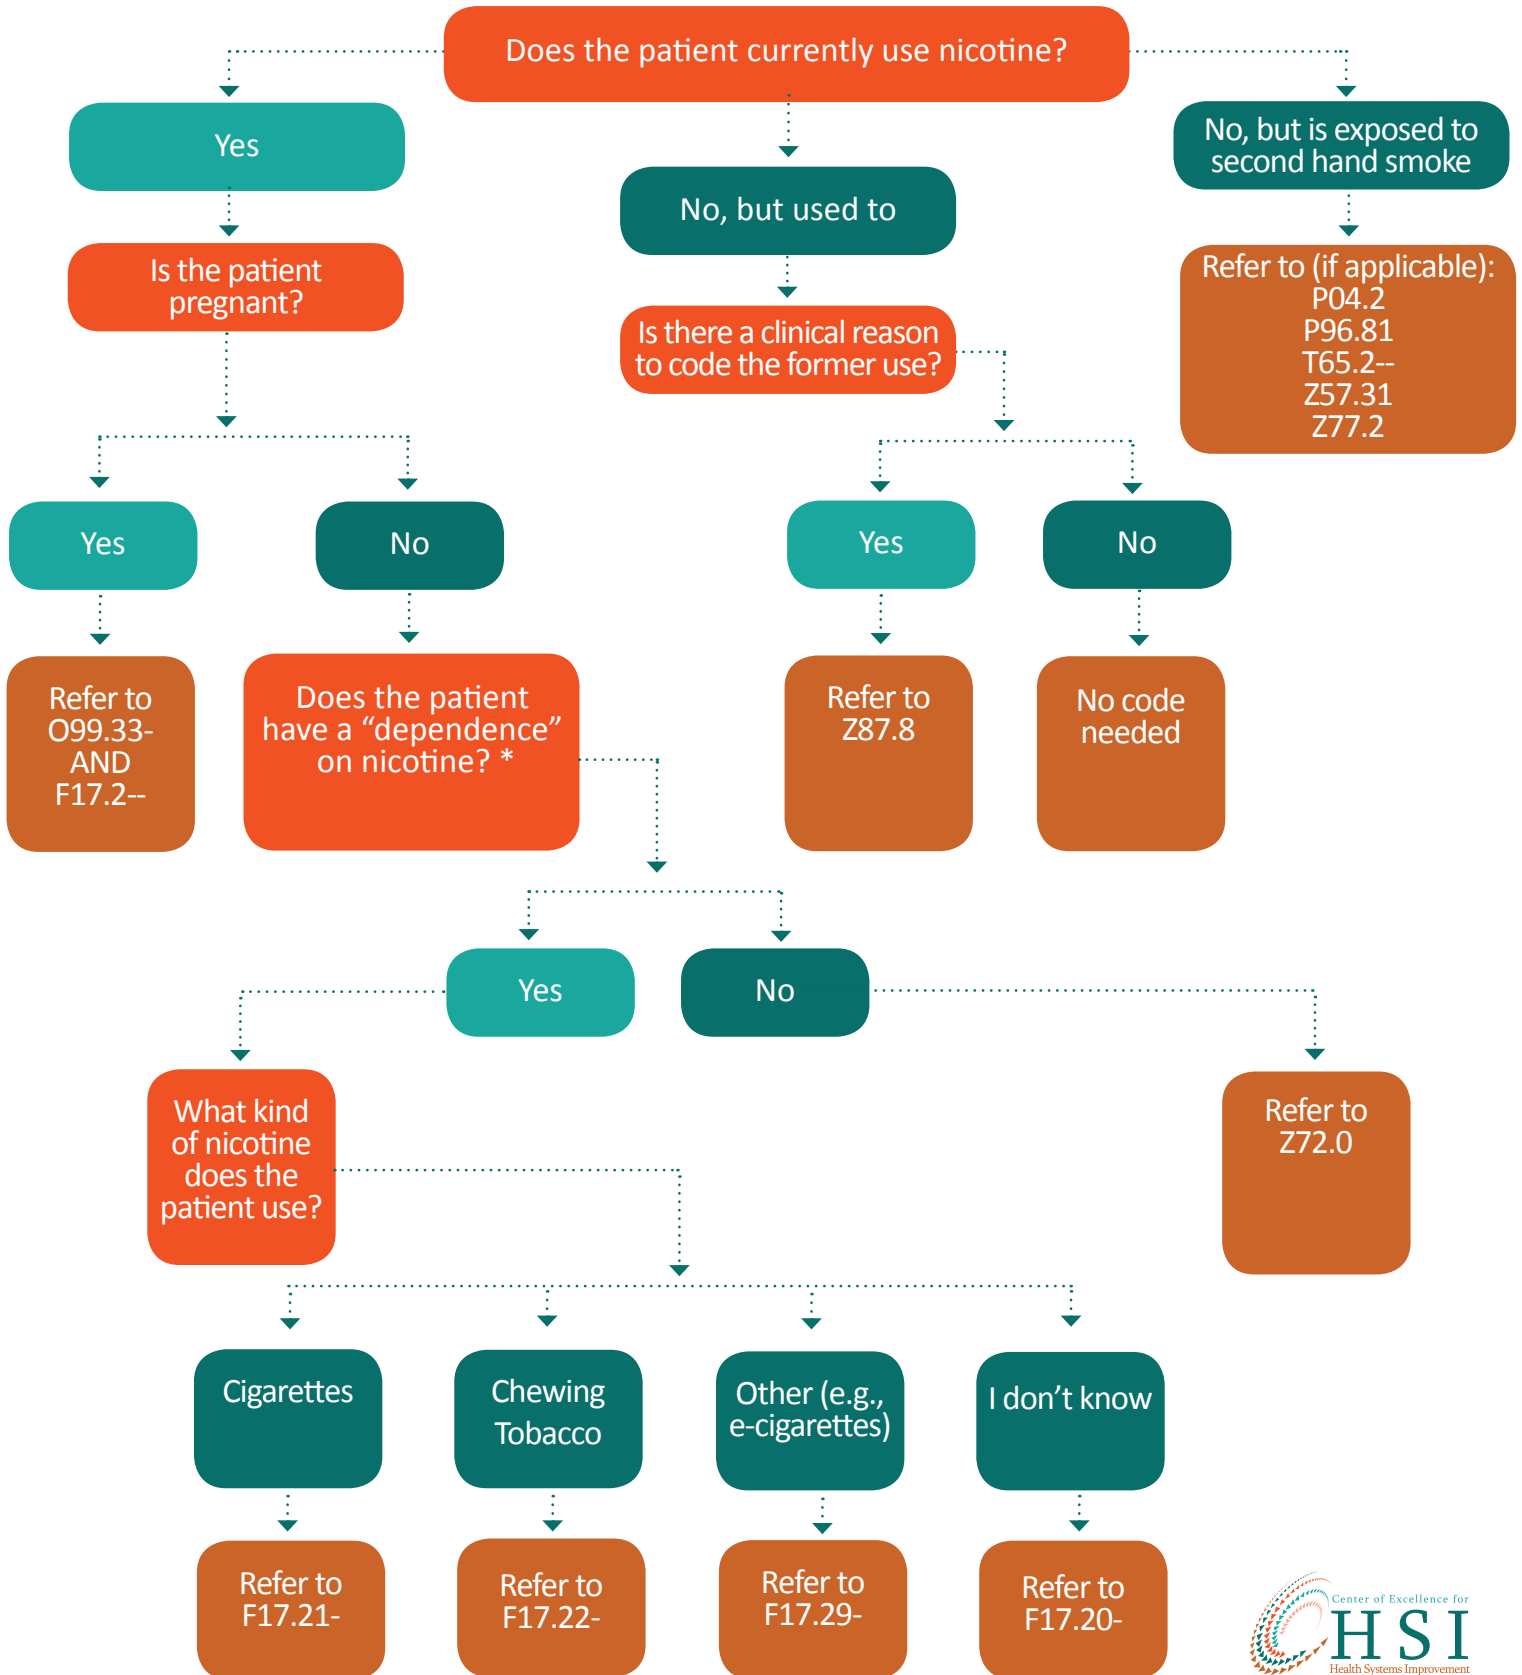 Does the patient currently use nicotine?
Yes
No, but used to
No, but is exposed to
second hand smoke
Is the patient
pregnant?
Is there a clinical reason
to code the former use?
Refer to (if applicable):
P04.2
P96.81
T65.2--
Z57.31
Z77.2
Yes
No
Yes
No
Refer to
O99.33-
AND
F17.2--
Does the patient
have a “dependence”
on nicotine? *
Refer to
Z87.8
No code
needed
Yes
No
What kind
of nicotine
does the
patient use?
Refer to
Z72.0
Cigarettes
Chewing
Tobacco
Other (e.g.,
e-cigarettes)
I don’t know
Refer to
F17.21-
Refer to
F17.22-
Refer to
F17.29-
Refer to
F17.20-
Center of Excellence for
HSI
Health Systems Improvement